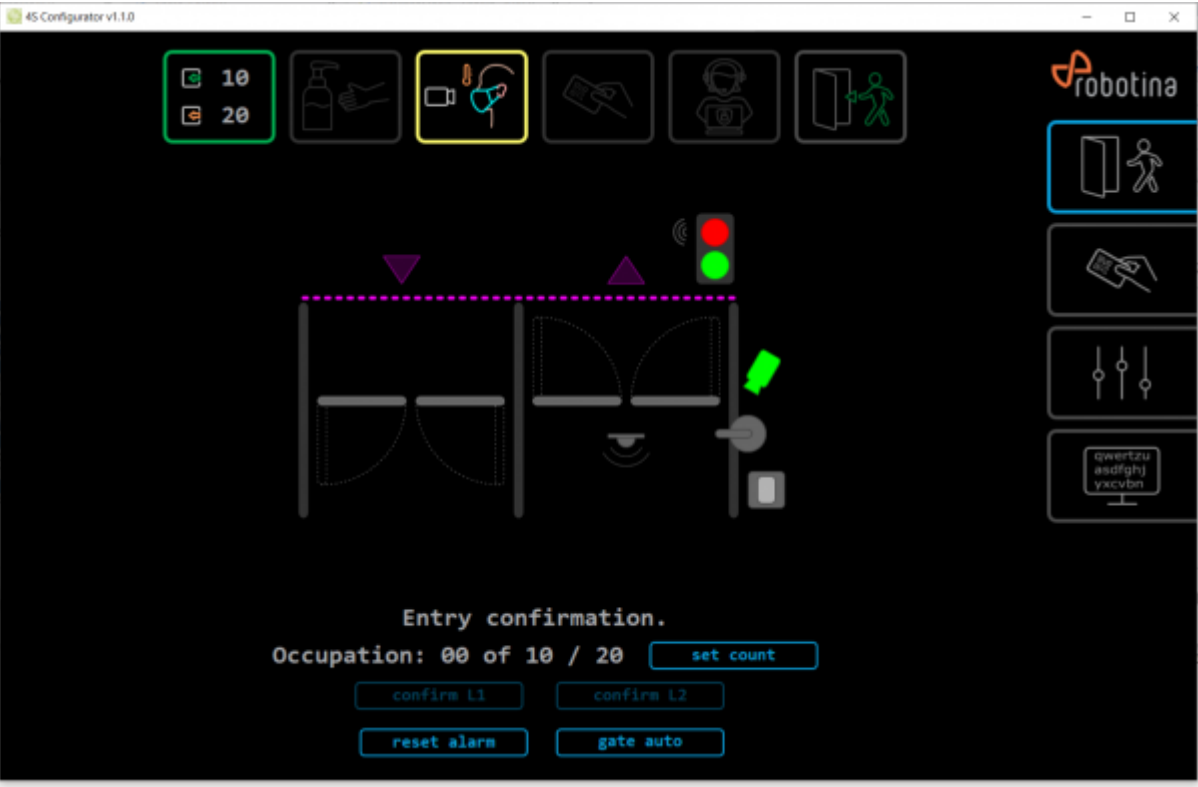 4S Configurator v1.1.0
10
20
robotina
qwertzu
asdfghj
yxcvbn
Entry confirmation.
Occupation: 00 of 10 / 20
set count
confirm L1
confirm L2
reset alarm
gate auto